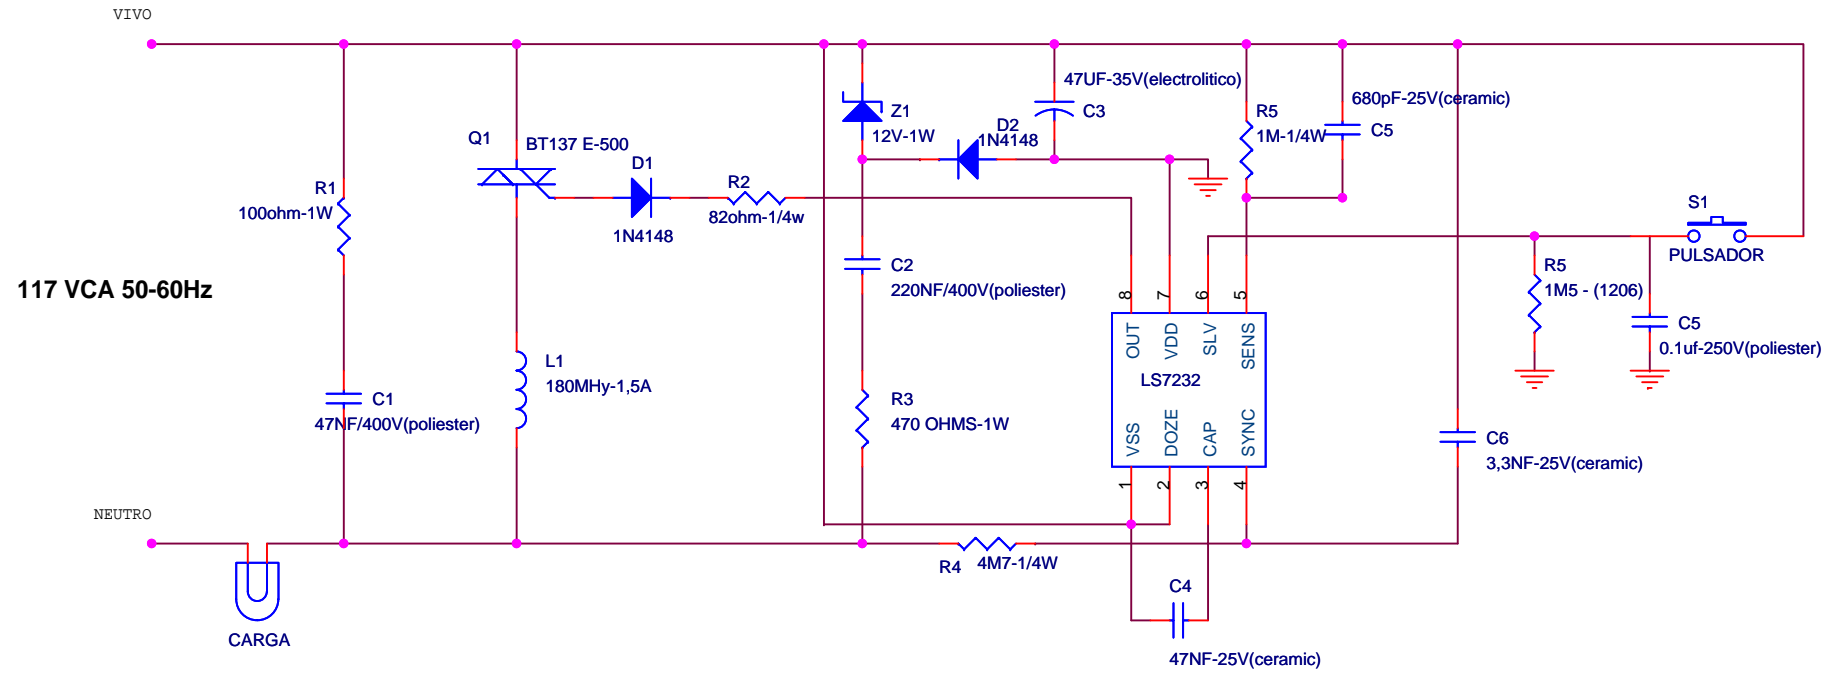 VIVO
47UF-35V(electrolitico)
C3
680pF-25V(ceramic)
C5
R5
1M-1/4W
Z1
12V-1W
D2
1N4148
Q1
BT137 E-500
D1
1N4148
R2
82ohm-1/4w
R1
100ohm-1W
S1
PULSADOR
117 VCA 50-60Hz
C2
220NF/400V(poliester)
R5
1M5 - (1206)
C5
0.1uf-250V(poliester)
8
7
6
5
OUT
VDD
SLV
SENS
LS7232
VSS
DOZE
CAP
SYNC
1
2
3
4
L1
180MHy-1,5A
C1
47NF/400V(poliester)
R3
470 OHMS-1W
C6
3,3NF-25V(ceramic)
NEUTRO
R4
4M7-1/4W
C4
47NF-25V(ceramic)
CARGA